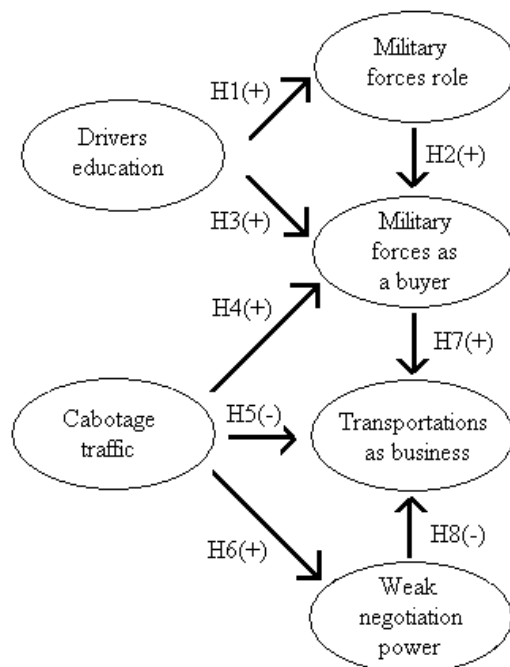 Military
forces role
H1(+)
Drivers
education
H2(+)
H3(+)
Military
forces as
a buyer
H4(+)
H7(+)
Cabotage
traffic
H5(-)
Transportations
as business
H6(+)
H8(-)
Weak
negotiation
power